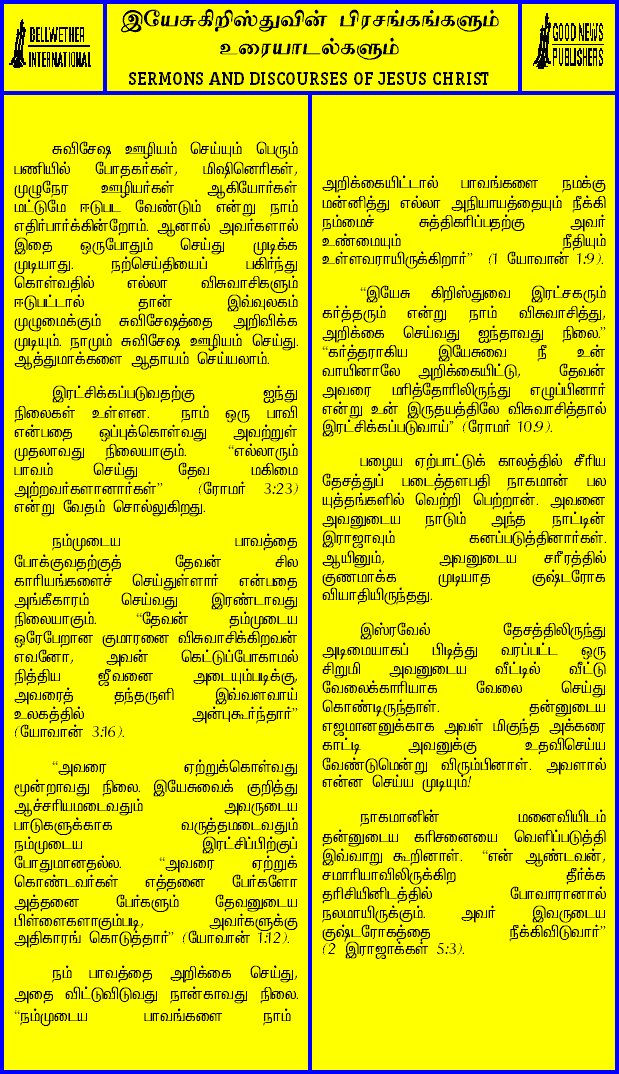 BELLWETHER
INTERNATIONAL
இயேசுகிறிஸ்துவின் பிரசங்கங்களும்
உரையாடல்களும்
SERMONS AND DISCOURSES OF JESUS CHRIST
GOOD NEWS
PUBLISHERS
சுவிசேஷ ஊழியம் செய்யும் பெரும்
பணியில் போதகர்கள், மிஷினெரிகள்,
முழுநேர ஊழியர்கள் ஆகியோர்கள்
மட்டுமே ஈடுபட வேண்டும் என்று நாம்
எதிர்பார்க்கின்றோம். ஆனால் அவர்களால்
இதை ஒருபோதும் செய்து முடிக்க
முடியாது. நற்செய்தியைப் பகிர்ந்து
கொள்வதில் எல்லா விசுவாசிகளும்
ஈடுபட்டால் தான் இவ்வுலகம்
முழுமைக்கும் சுவிசேஷத்தை அறிவிக்க
முடியும். நாமும் சுவிசேஷ ஊழியம் செய்து.
ஆத்துமாக்களை ஆதாயம் செய்யலாம்.
இரட்சிக்கப்படுவதற்கு ஐந்து
நிலைகள் உள்ளன. நாம் ஒரு பாவி
என்பதை ஒப்புக்கொள்வது அவற்றுள்
முதலாவது நிலையாகும். “எல்லாரும்
பாவம் செய்து தேவ மகிமை
அற்றவர்களானார்கள்” (ரோமர் 3:23)
என்று வேதம் சொல்லுகிறது.
நம்முடைய பாவத்தை
போக்குவதற்குத் தேவன் சில
காரியங்களைச் செய்துள்ளார் என்பதை
அங்கீகாரம் செய்வது இரண்டாவது
நிலையாகும். “தேவன் தம்முடைய
ஒரேபேறான குமாரனை விசுவாசிக்கிறவன்
எவனோ, அவன் கெட்டுப்போகாமல்
நித்திய ஜீவனை அடையும்படிக்கு,
அவரைத் தந்தருளி இவ்வளவாய்
உலகத்தில் அன்புகூர்ந்தார்”
(யோவான் 3:16).
“அவரை ஏற்றுக்கொள்வது
மூன்றாவது நிலை. இயேசுவைக் குறித்து
ஆச்சரியமடைவதும் அவருடைய
பாடுகளுக்காக வருத்தமடைவதும்
நம்முடைய இரட்சிப்பிற்குப்
போதுமானதல்ல. “அவரை ஏற்றுக்
கொண்டவர்கள் எத்தனை பேர்களோ
அத்தனை பேர்களும் தேவனுடைய
பிள்ளைகளாகும்படி, அவர்களுக்கு
அதிகாரங் கொடுத்தார்” (யோவான் 1:12).
நம் பாவத்தை அறிக்கை செய்து,
அதை விட்டுவிடுவது நான்காவது நிலை.
“நம்முடைய பாவங்களை நாம்
அறிக்கையிட்டால் பாவங்களை நமக்கு
மன்னித்து எல்லா அநியாயத்தையும் நீக்கி
நம்மைச் சுத்திகரிப்பதற்கு அவர்
உண்மையும் நீதியும்
உள்ளவராயிருக்கிறார்” (1 யோவான் 1:9).
“இயேசு கிறிஸ்துவை இரட்சகரும்
கர்த்தரும் என்று நாம் விசுவாசித்து,
அறிக்கை செய்வது ஐந்தாவது நிலை.”
“கர்த்தராகிய இயேசுவை நீ உன்
வாயினாலே அறிக்கையிட்டு, தேவன்
அவரை மரித்தோரிலிருந்து எழுப்பினார்
என்று உன் இருதயத்திலே விசுவாசித்தால்
இரட்சிக்கப்படுவாய்” (ரோமர் 10:9).
பழைய ஏற்பாட்டுக் காலத்தில் சீரிய
தேசத்துப் படைத்தளபதி நாகமான் பல
யுத்தங்களில் வெற்றி பெற்றான். அவனை
அவனுடைய நாடும் அந்த நாட்டின்
இராஜாவும் கனப்படுத்தினார்கள்.
ஆயினும், அவனுடைய சரீரத்தில்
குணமாக்க முடியாத குஷ்டரோக
வியாதியிருந்தது.
இஸ்ரவேல் தேசத்திலிருந்து
அடிமையாகப் பிடித்து வரப்பட்ட ஒரு
சிறுமி அவனுடைய வீட்டில் வீட்டு
வேலைக்காரியாக வேலை செய்து
கொண்டிருந்தாள். தன்னுடைய
எஜமானனுக்காக அவள் மிகுந்த அக்கரை
காட்டி அவனுக்கு உதவிசெய்ய
வேண்டுமென்று விரும்பினாள். அவளால்
என்ன செய்ய முடியும்!
நாகமானின் மனைவியிடம்
தன்னுடைய கரிசனையை வெளிப்படுத்தி
இவ்வாறு கூறினாள். “என் ஆண்டவன்,
சமாரியாவிலிருக்கிற தீர்க்க
தரிசியினிடத்தில் போவாரானால்
நலமாயிருக்கும். அவர் இவருடைய
குஷ்டரோகத்தை நீக்கிவிடுவார்”
(2 இராஜாக்கள் 5:3).